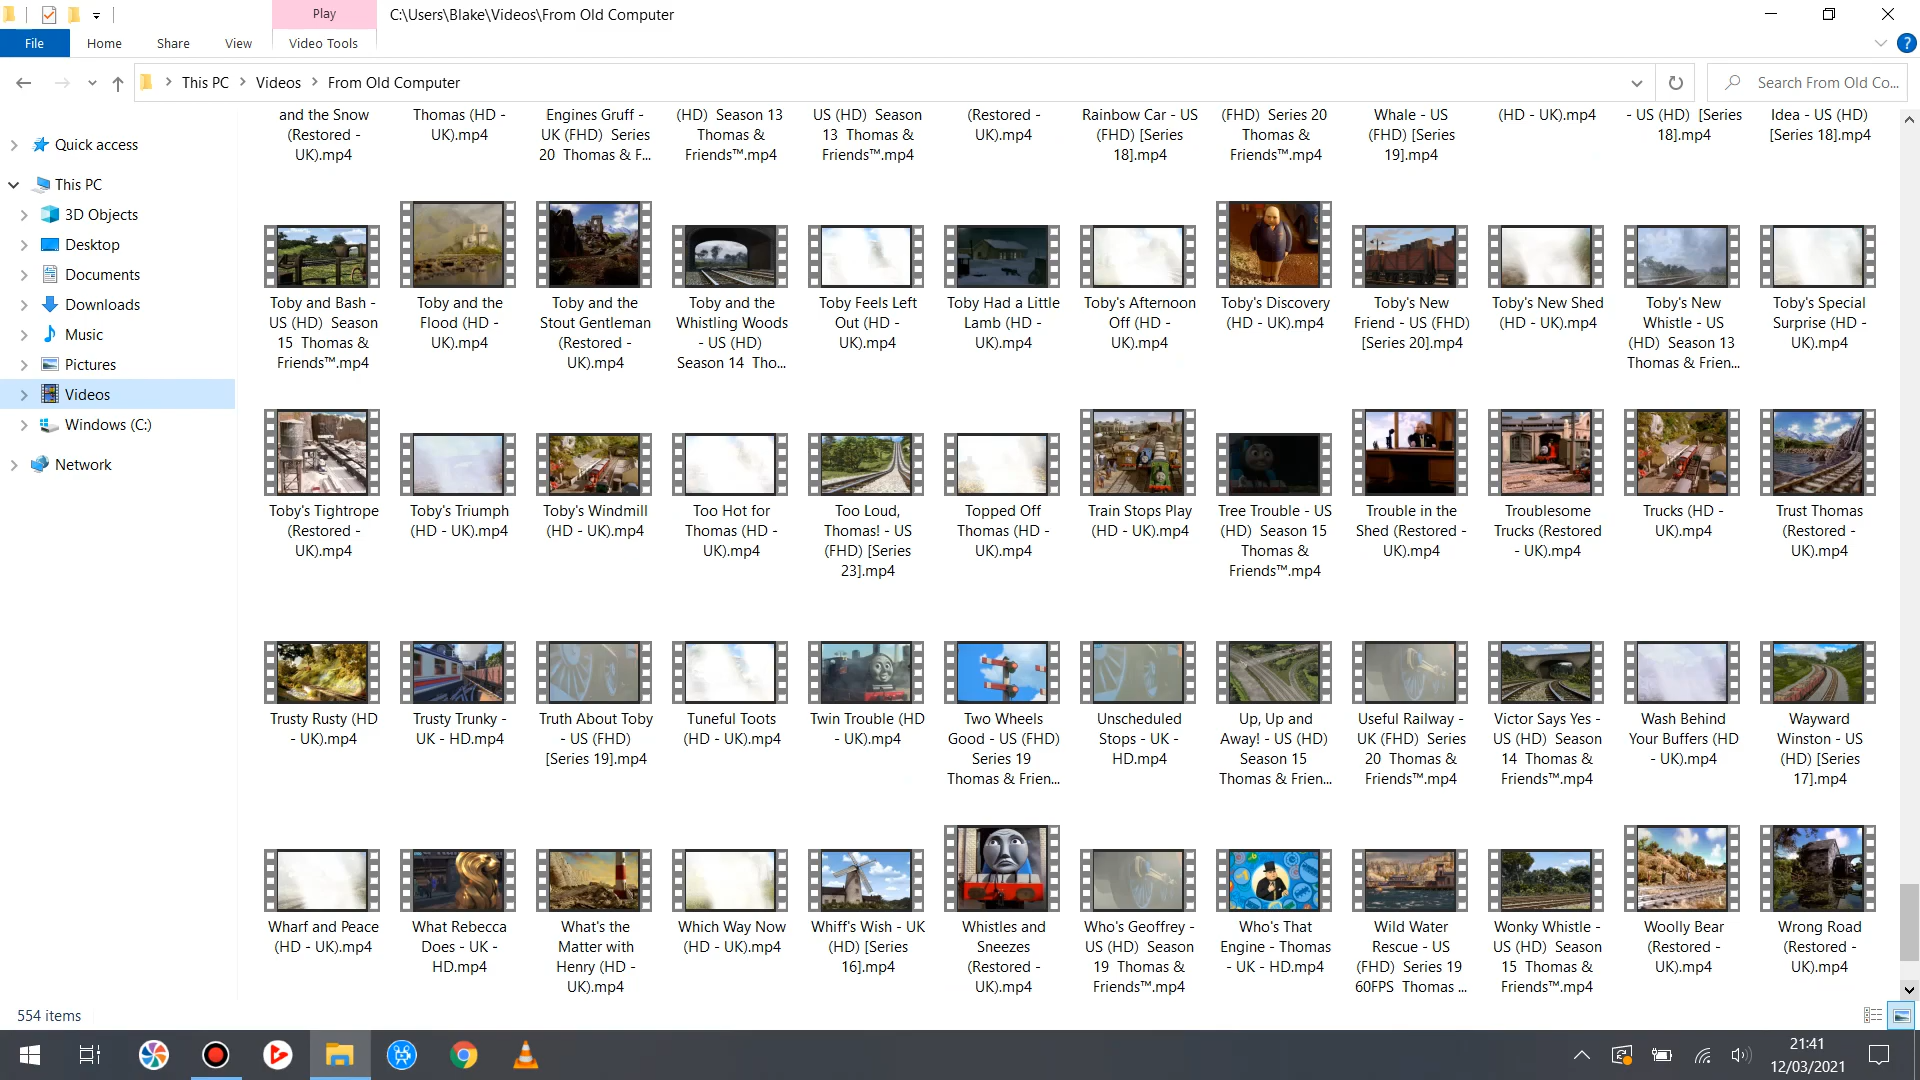 Play
C:\Users\Blake\Videos\From Old Computer
File
Home
Share
View
Video Tools
This PC
Videos
From Old Computer
Search From Old Co...
Quick access
This PC
3D Objects
Desktop
Documents
Downloads
Music
Pictures
Videos
Windows (C:)
Network
and the Snow
(Restored -
UK).mp4
Thomas (HD -
UK).mp4
Engines Gruff -
UK (FHD) Series
20 Thomas & F...
(HD) Season 13
Thomas &
Friends™.mp4
US (HD) Season
13 Thomas &
Friends™.mp4
(Restored -
UK).mp4
Rainbow Car - US
(FHD) [Series
18].mp4
(FHD) Series 20
Thomas &
Friends™.mp4
Whale - US
(FHD) [Series
19].mp4
(HD - UK).mp4
- US (HD) [Series
18].mp4
Idea - US (HD)
[Series 18].mp4
Toby and Bash -
US (HD) Season
15 Thomas &
Friends™.mp4
Toby and the
Flood (HD -
UK).mp4
Toby and the
Stout Gentleman
(Restored -
UK).mp4
Toby and the
Whistling Woods
- US (HD)
Season 14 Tho...
Toby Feels Left
Out (HD -
UK).mp4
Toby Had a Little
Lamb (HD -
UK).mp4
Toby's Afternoon
Off (HD -
UK).mp4
Toby's Discovery
(HD - UK).mp4
Toby's New
Friend - US (FHD)
[Series 20].mp4
Toby's New Shed
(HD - UK).mp4
Toby's New
Whistle - US
(HD) Season 13
Thomas & Frien...
Toby's Special
Surprise (HD -
UK).mp4
Toby's Tightrope
(Restored -
UK).mp4
Toby's Triumph
(HD - UK).mp4
Toby's Windmill
(HD - UK).mp4
Too Hot for
Thomas (HD -
UK).mp4
Too Loud,
Thomas! - US
(FHD) [Series
23].mp4
Topped Off
Thomas (HD -
UK).mp4
Train Stops Play
(HD - UK).mp4
Tree Trouble - US
(HD) Season 15
Thomas &
Friends™.mp4
Trouble in the
Shed (Restored -
UK).mp4
Troublesome
Trucks (Restored
- UK).mp4
Trucks (HD -
UK).mp4
Trust Thomas
(Restored -
UK).mp4
Trusty Rusty (HD
- UK).mp4
Trusty Trunky -
UK - HD.mp4
Truth About Toby
- US (FHD)
[Series 19].mp4
Tuneful Toots
(HD - UK).mp4
Twin Trouble (HD
- UK).mp4
Two Wheels
Good - US (FHD)
Series 19
Thomas & Frien...
Unscheduled
Stops - UK -
HD.mp4
Up, Up and
Away! - US (HD)
Season 15
Thomas & Frien...
Useful Railway -
UK (FHD) Series
20 Thomas &
Friends™.mp4
Victor Says Yes -
US (HD) Season
14 Thomas &
Friends™.mp4
Wash Behind
Your Buffers (HD
- UK).mp4
Wayward
Winston - US
(HD) [Series
17].mp4
Wharf and Peace
(HD - UK).mp4
What Rebecca
Does - UK -
HD.mp4
What's the
Matter with
Henry (HD -
UK).mp4
Which Way Now
(HD - UK).mp4
Whiff's Wish - UK
(HD) [Series
16].mp4
Whistles and
Sneezes
(Restored -
UK).mp4
Who's Geoffrey -
US (HD) Season
19 Thomas &
Friends™.mp4
Who's That
Engine - Thomas
- UK - HD.mp4
Wild Water
Rescue - US
(FHD) Series 19
60FPS Thomas ...
Wonky Whistle -
US (HD) Season
15 Thomas &
Friends™.mp4
Woolly Bear
(Restored -
UK).mp4
Wrong Road
(Restored -
UK).mp4
554 items
21:41
12/03/2021